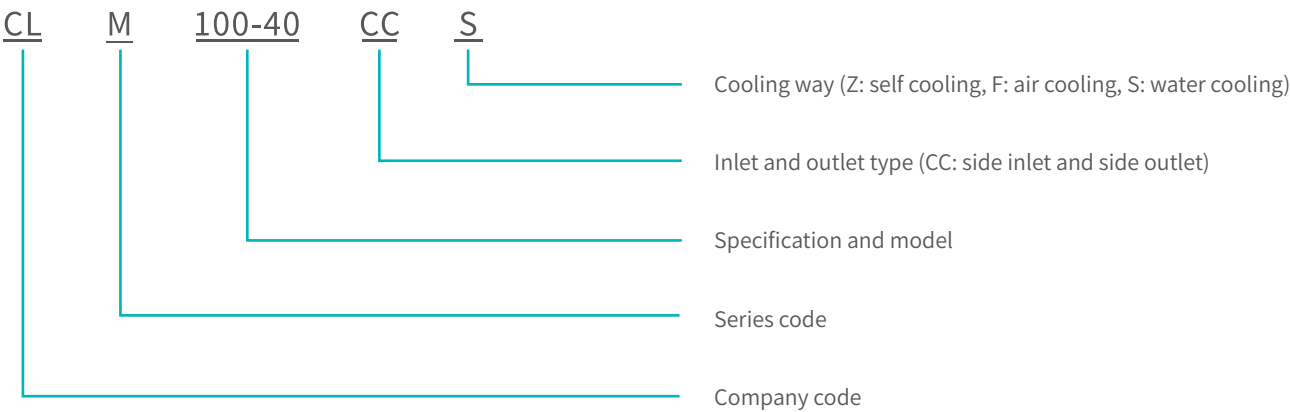 CL M 100-40 CC S
Cooling way (Z: self cooling, F: air cooling, S: water cooling)
Inlet and outlet type (CC: side inlet and side outlet)
Specification and model
Series code
Company code